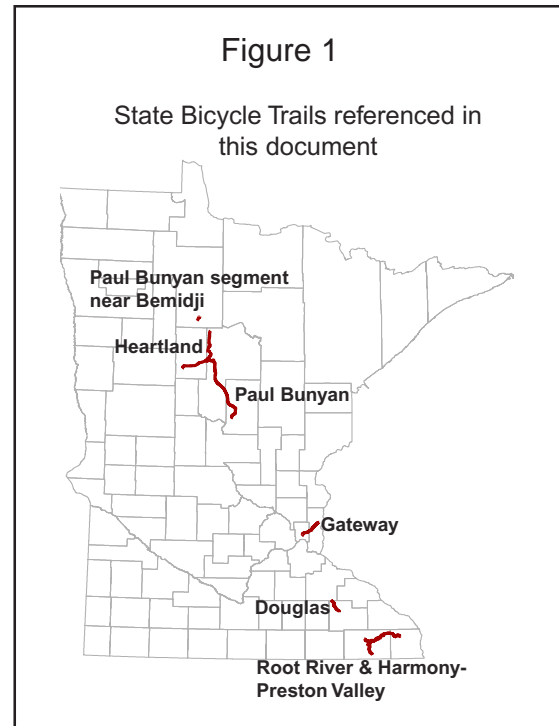 Figure 1
State Bicycle Trails referenced in
this document
Paul Bunyan segment
near Bemidji
Heartland
Paul Bunyan
Gateway
Douglas
Root River & Harmony-
Preston Valley